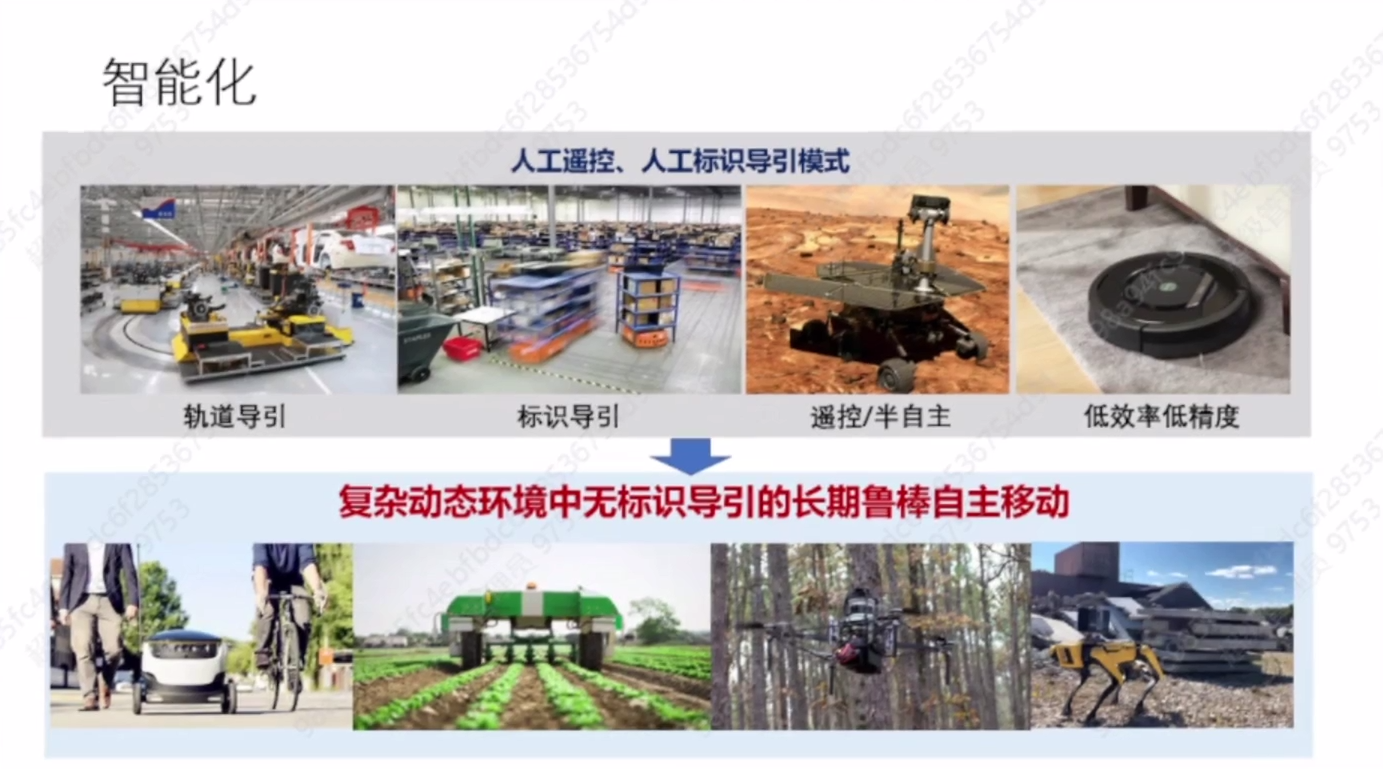 智能化
人工遥控、人工标识导引模式
轨道导引
标识导引
遥控/半自主
低效率低精度
复杂动态环境中无标识导引的长期鲁棒自主移动